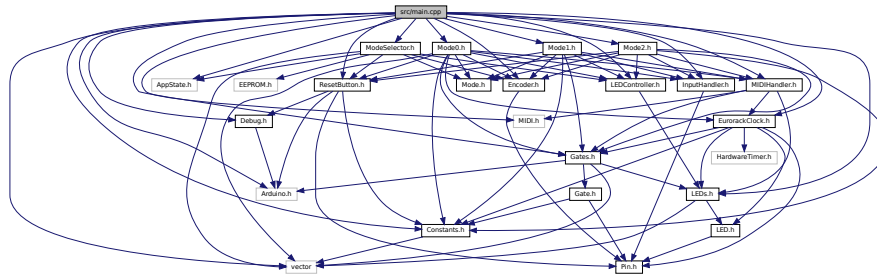 src/main.cpp
ModeSelector.h Mode0.h Mode1.h Mode2.h
AppState.h EEPROM.h ResetButton.h Mode.h Encoder.h LEDController.h InputHandler.h MIDIHandler.h
Debug.h MIDI.h EurorackClock.h
Gates.h HardwareTimer.h
Arduino.h Gate.h LEDs.h
Constants.h LED.h
vector Pin.h